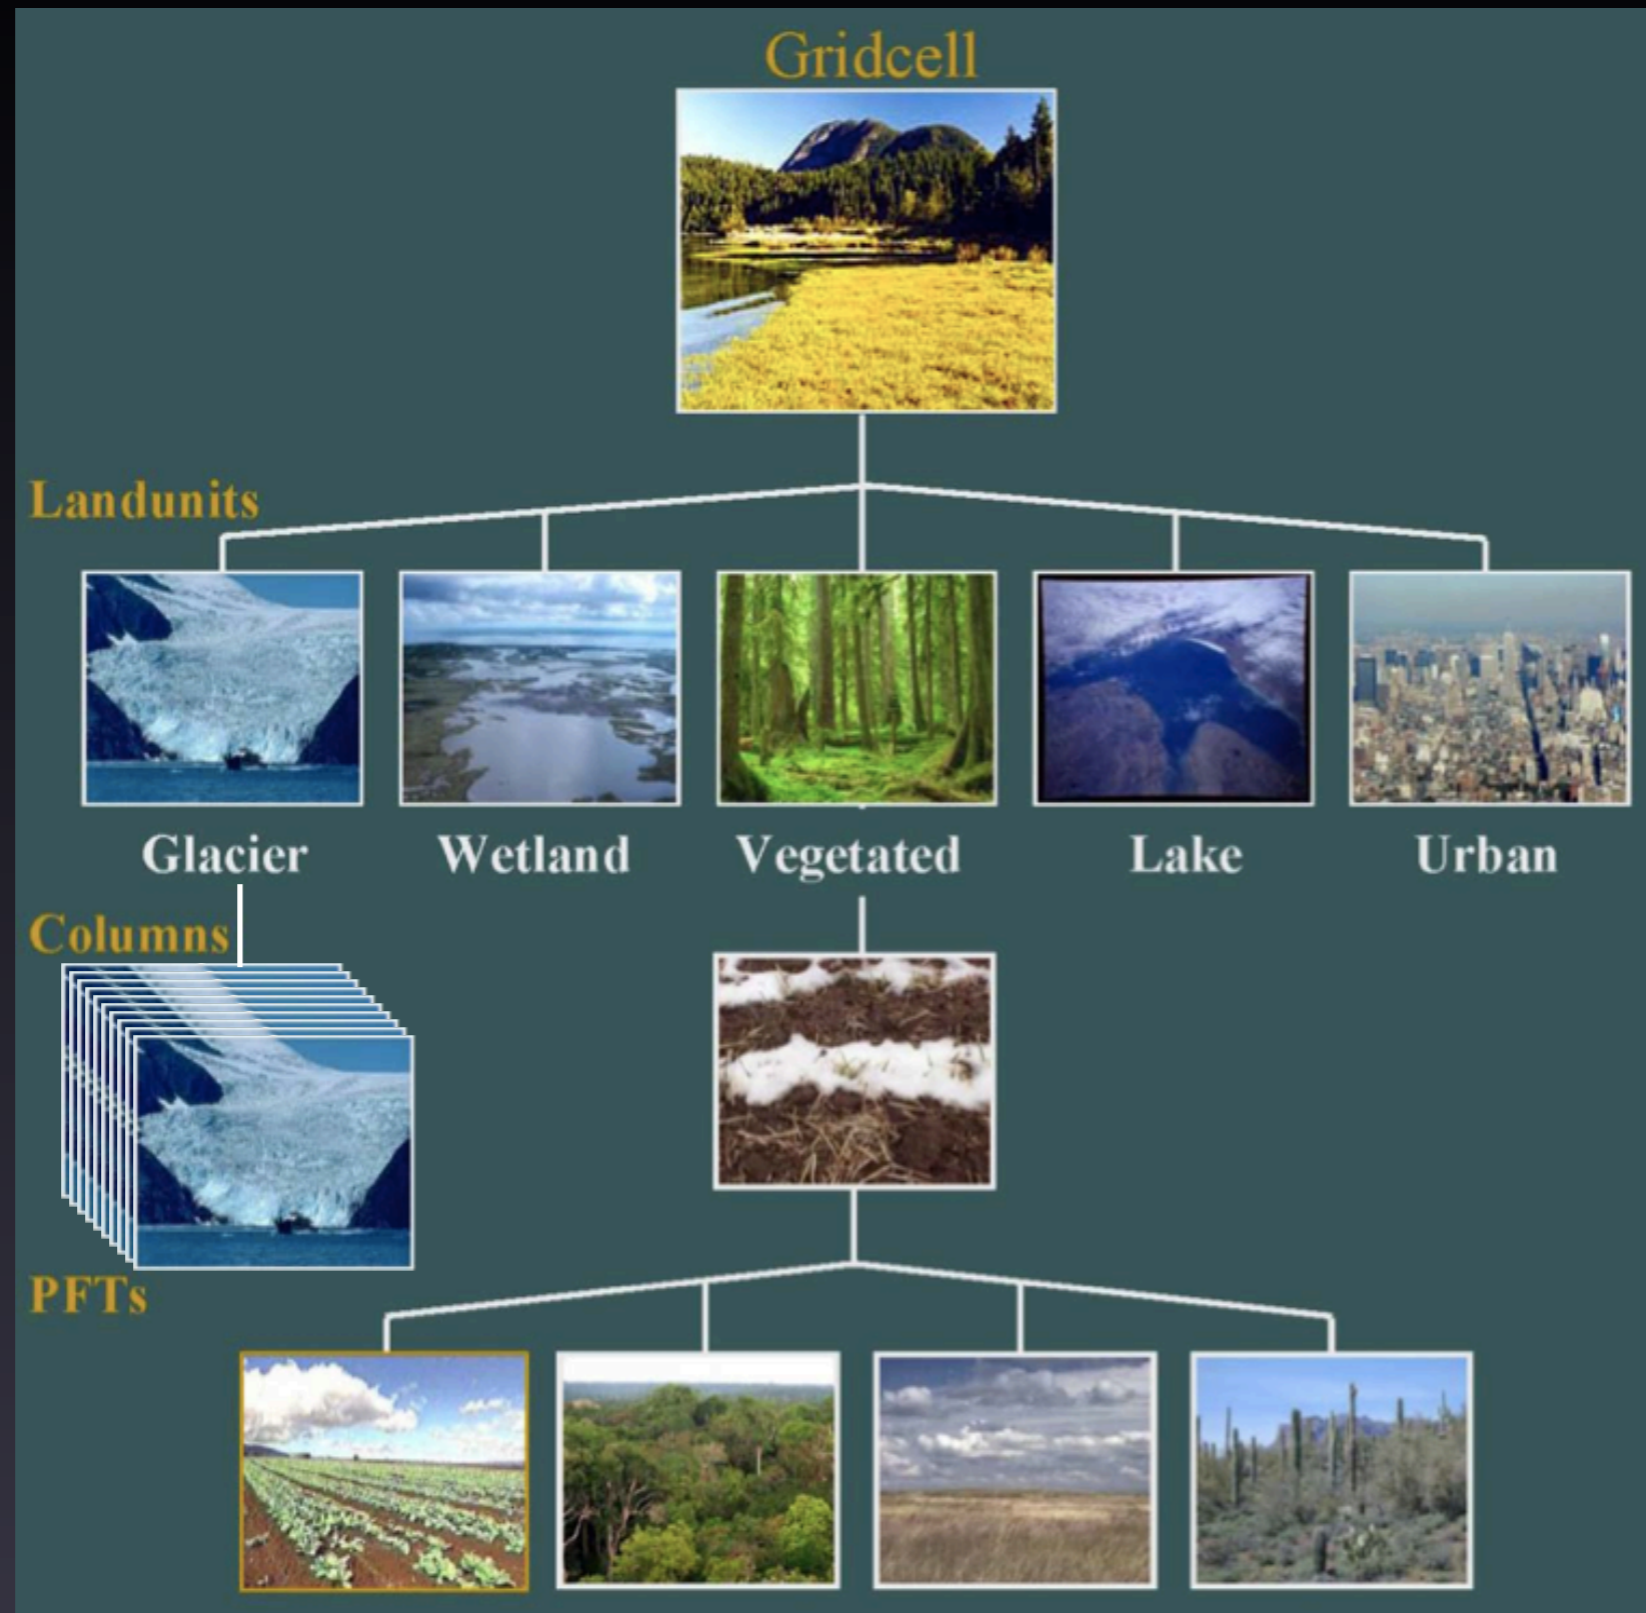 Gridcell
Landunits
Glacier
Wetland
Vegetated
Lake
Urban
Columns
PFTs